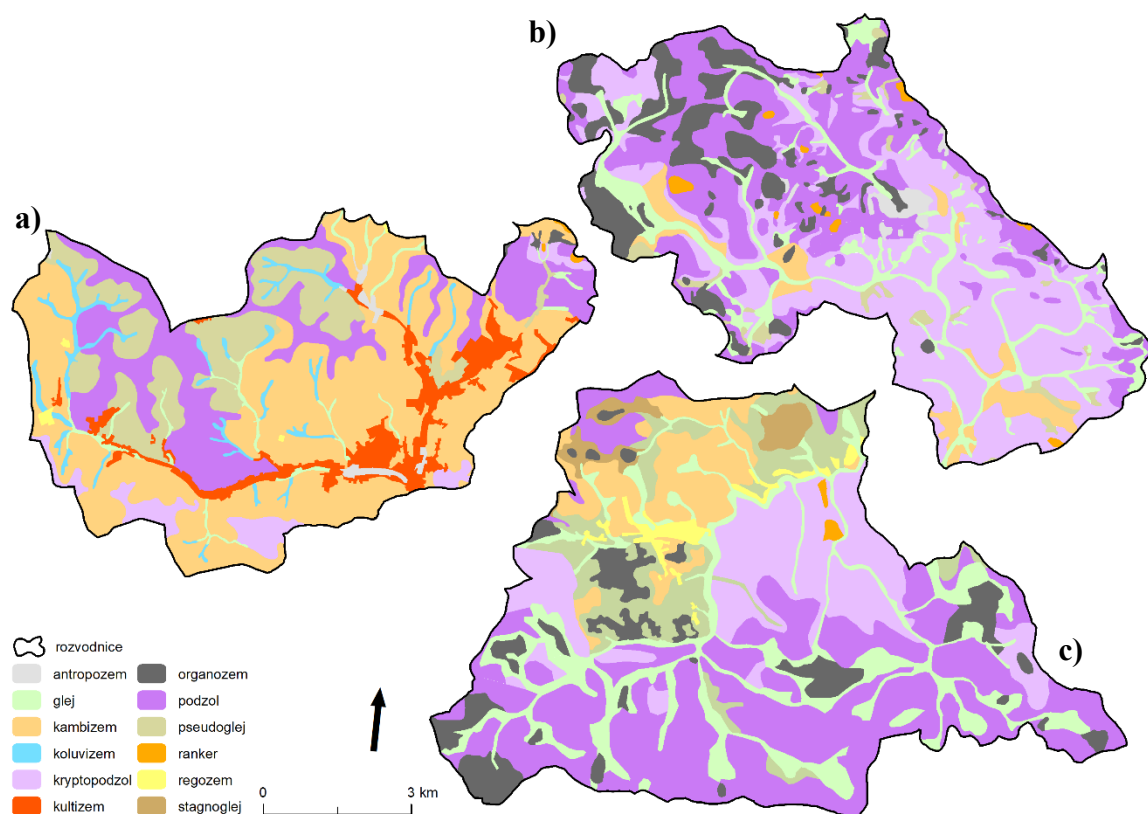 b)
a)
c)
rozvodnice
antropozem
organozem
glej
podzol
kambizem
pseudoglej
koluvizem
ranker
kryptopodzol
regozem
kultizem
stagnoglej
0
3 km